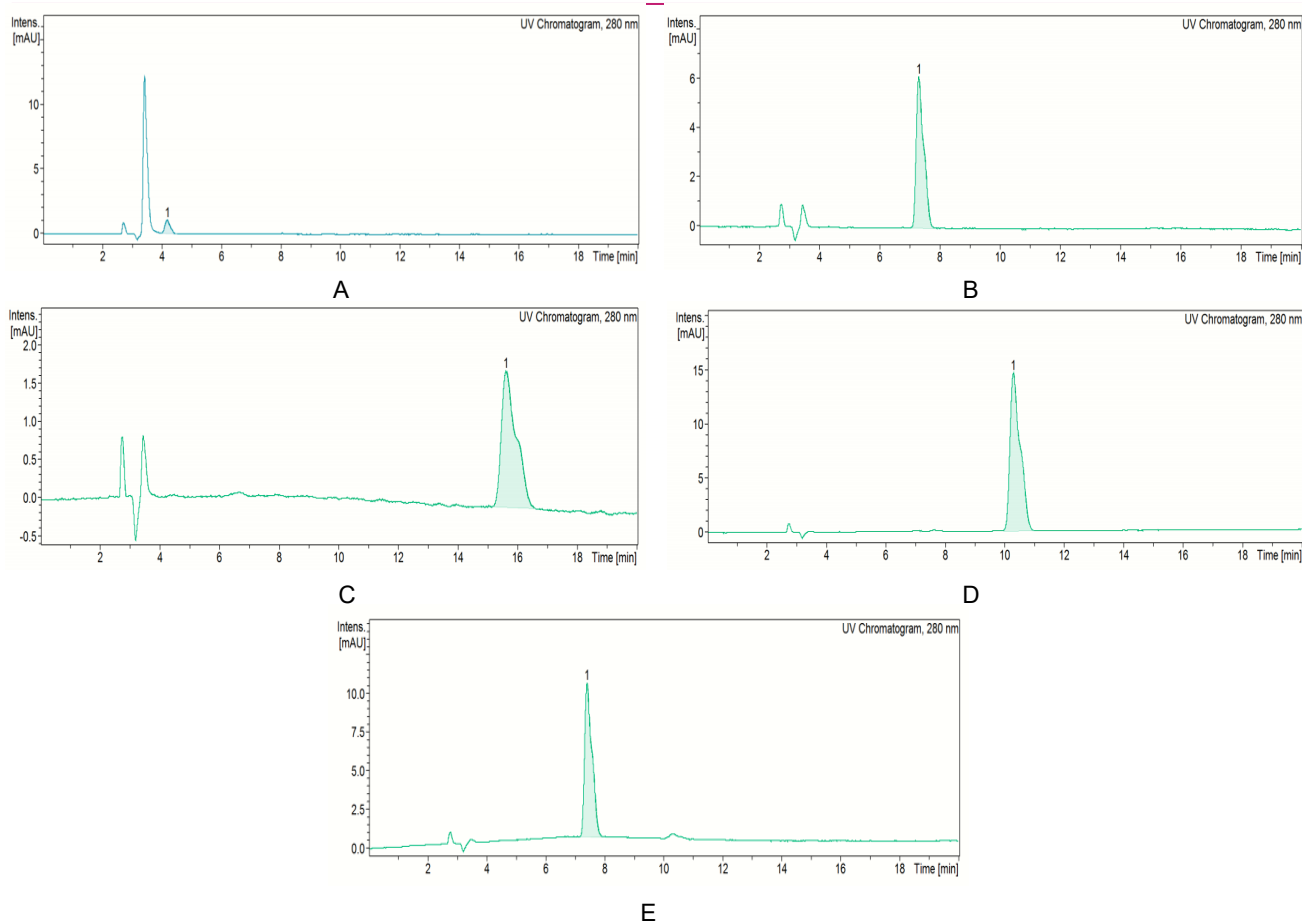 Intens.
[mAU]
UV Chromatogram, 280 nm
10
5
0
1
2 4 6 8 10 12 14 16 18 Time [min]
A
Intens.
[mAU]
UV Chromatogram, 280 nm
6
4
2
0
1
2 4 6 8 10 12 14 16 18 Time [min]
B
Intens.
[mAU]
UV Chromatogram, 280 nm
2.0
1.5
1.0
0.5
0.0
-0.5
1
2 4 6 8 10 12 14 16 18 Time [min]
C
Intens.
[mAU]
UV Chromatogram, 280 nm
15
10
5
0
1
2 4 6 8 10 12 14 16 18 Time [min]
D
Intens.
[mAU]
UV Chromatogram, 280 nm
10.0
7.5
5.0
2.5
0.0
1
2 4 6 8 10 12 14 16 18 Time [min]
E